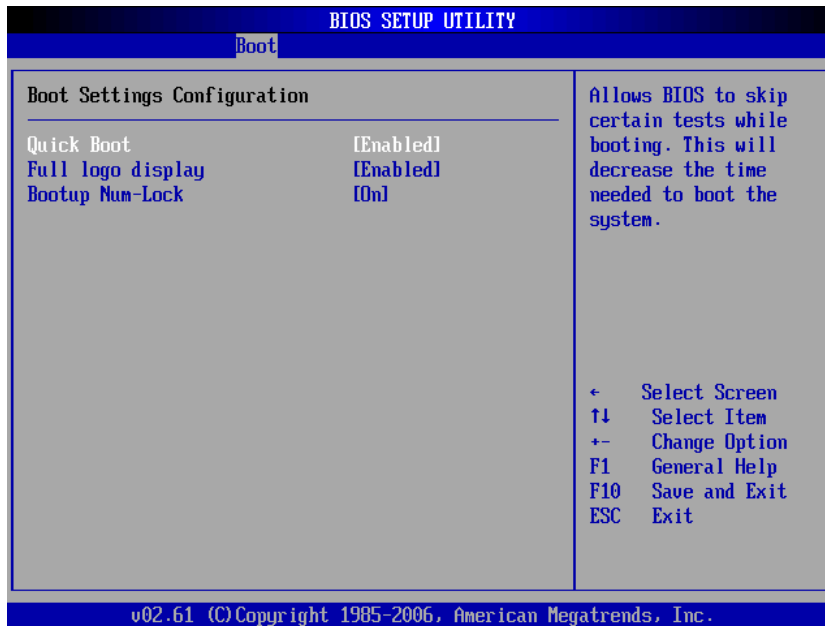 BIOS SETUP UTILITY
Boot
Boot Settings Configuration
Quick Boot [Enabled]
Full logo display [Enabled]
Bootup Num-Lock [On]
Allows BIOS to skip
certain tests while
booting. This will
decrease the time
needed to boot the
system.
← Select Screen
↑↓ Select Item
+- Change Option
F1 General Help
F10 Save and Exit
ESC Exit
v02.61 (C)Copyright 1985-2006, American Megatrends, Inc.